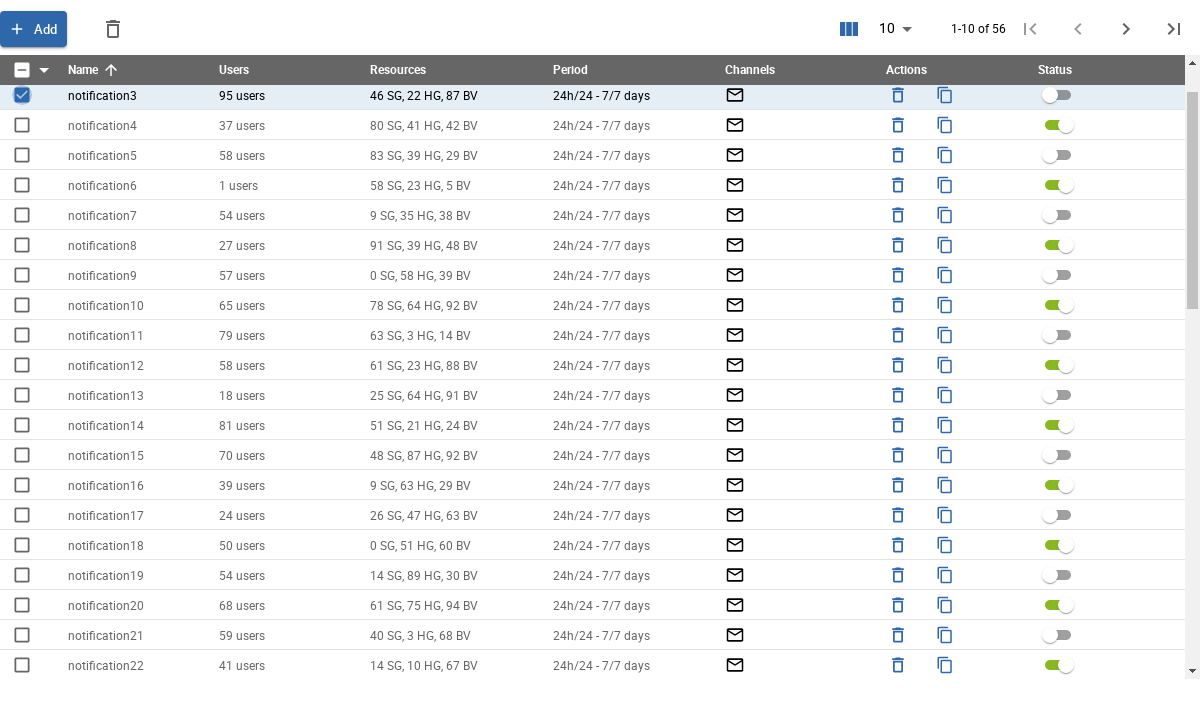 Add 10 1-10 of 56
Name Users Resources Period Channels Actions Status
notification3 95 users 46 SG, 22 HG, 87 BV 24h/24 - 7/7 days
notification4 37 users 80 SG, 41 HG, 42 BV 24h/24 - 7/7 days
notification5 58 users 83 SG, 39 HG, 29 BV 24h/24 - 7/7 days
notification6 1 users 58 SG, 23 HG, 5 BV 24h/24 - 7/7 days
notification7 54 users 9 SG, 35 HG, 38 BV 24h/24 - 7/7 days
notification8 27 users 91 SG, 39 HG, 48 BV 24h/24 - 7/7 days
notification9 57 users 0 SG, 58 HG, 39 BV 24h/24 - 7/7 days
notification10 65 users 78 SG, 64 HG, 92 BV 24h/24 - 7/7 days
notification11 79 users 63 SG, 3 HG, 14 BV 24h/24 - 7/7 days
notification12 58 users 61 SG, 23 HG, 88 BV 24h/24 - 7/7 days
notification13 18 users 25 SG, 64 HG, 91 BV 24h/24 - 7/7 days
notification14 81 users 51 SG, 21 HG, 24 BV 24h/24 - 7/7 days
notification15 70 users 48 SG, 87 HG, 92 BV 24h/24 - 7/7 days
notification16 39 users 9 SG, 63 HG, 29 BV 24h/24 - 7/7 days
notification17 24 users 26 SG, 47 HG, 63 BV 24h/24 - 7/7 days
notification18 50 users 0 SG, 51 HG, 60 BV 24h/24 - 7/7 days
notification19 54 users 14 SG, 89 HG, 30 BV 24h/24 - 7/7 days
notification20 68 users 61 SG, 75 HG, 94 BV 24h/24 - 7/7 days
notification21 59 users 40 SG, 3 HG, 68 BV 24h/24 - 7/7 days
notification22 41 users 14 SG, 10 HG, 67 BV 24h/24 - 7/7 days